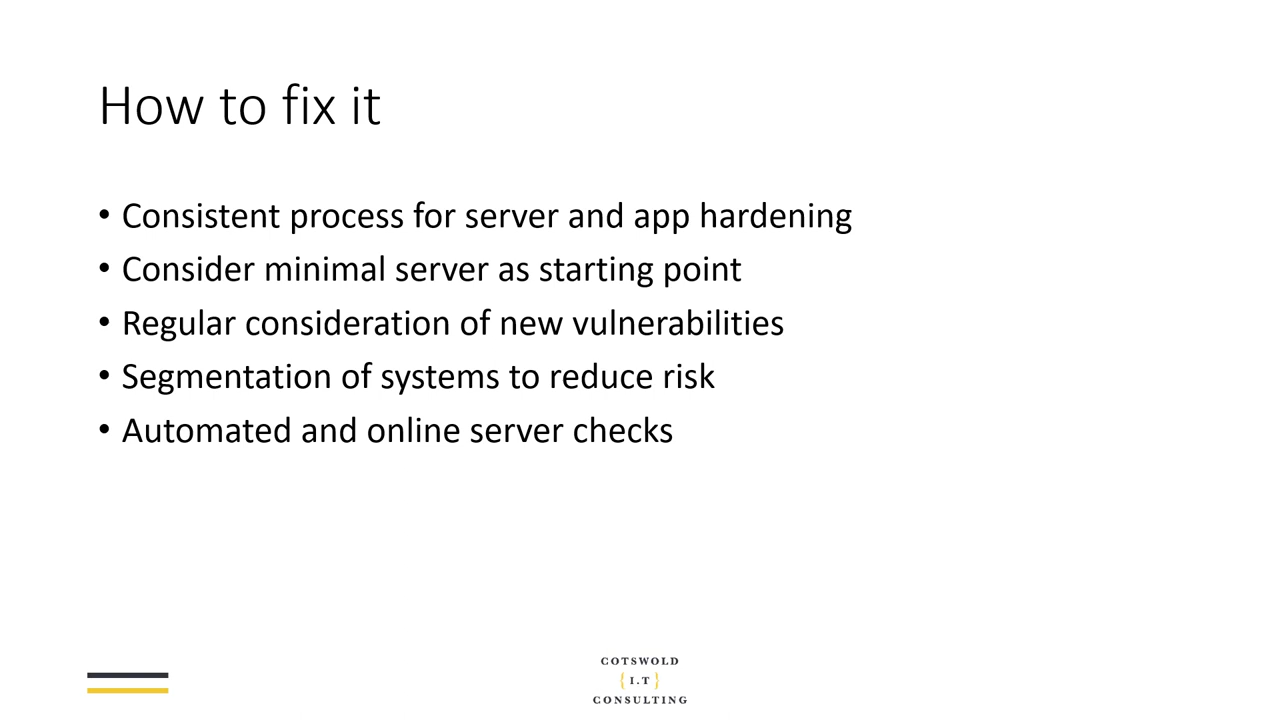 How to fix it
• Consistent process for server and app hardening
• Consider minimal server as starting point
• Regular consideration of new vulnerabilities
• Segmentation of systems to reduce risk
• Automated and online server checks
COTSWOLD
{ I.T }
CONSULTING